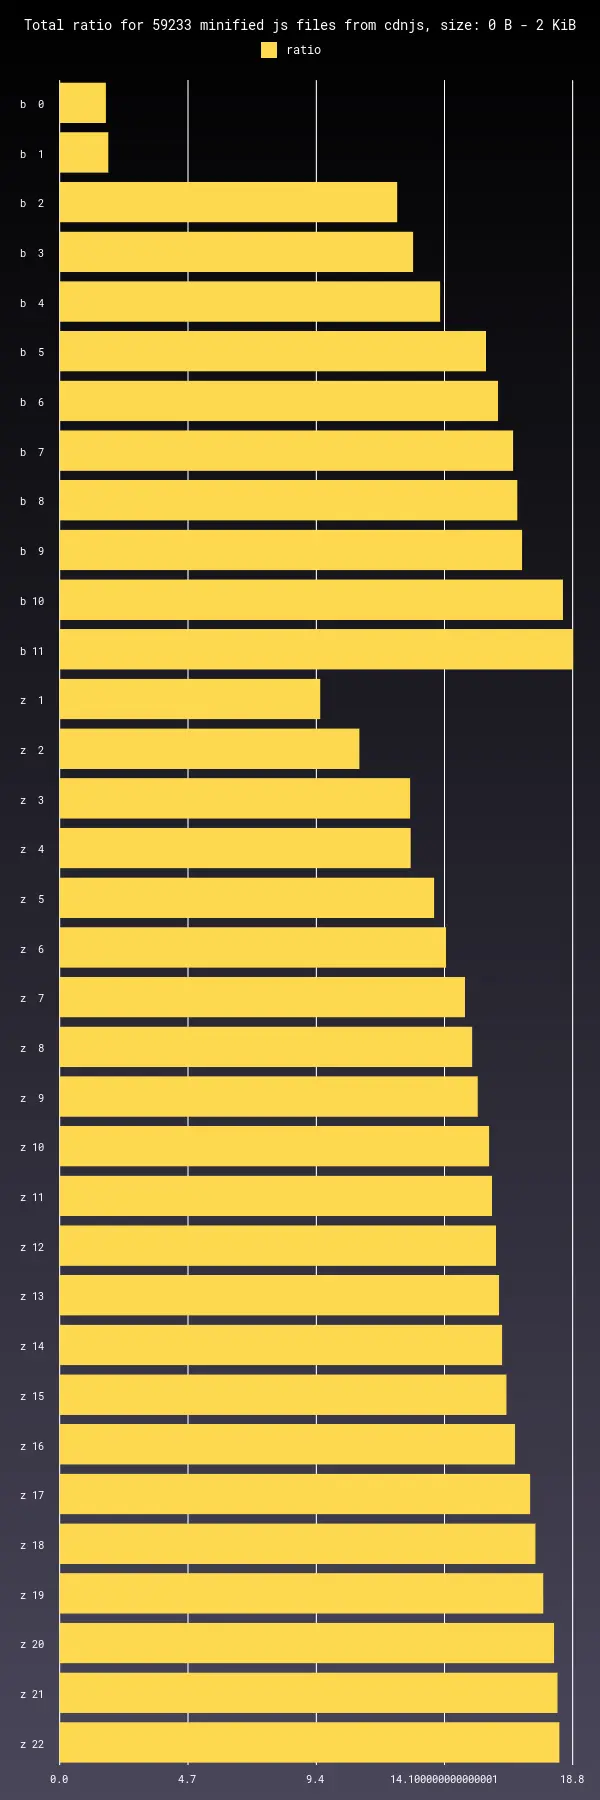 Total ratio for 59233 minified js files from cdnjs, size: 0 B - 2 KiB
ratio
b 0
b 1
b 2
b 3
b 4
b 5
b 6
b 7
b 8
b 9
b 10
b 11
z 1
z 2
z 3
z 4
z 5
z 6
z 7
z 8
z 9
z 10
z 11
z 12
z 13
z 14
z 15
z 16
z 17
z 18
z 19
z 20
z 21
z 22
0.0 4.7 9.4 14.100000000000001 18.8